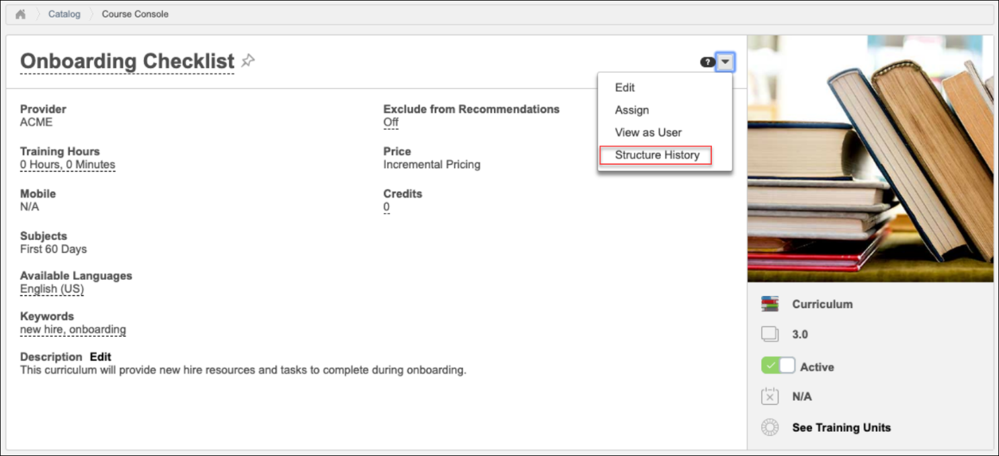 Catalog
Course Console
Onboarding Checklist
?
Edit
Assign
View as User
Structure History
Provider
ACME
Training Hours
0 Hours, 0 Minutes
Mobile
N/A
Subjects
First 60 Days
Available Languages
English (US)
Keywords
new hire, onboarding
Description Edit
This curriculum will provide new hire resources and tasks to complete during onboarding.
Exclude from Recommendations
Off
Price
Incremental Pricing
Credits
0
Curriculum
3.0
Active
N/A
See Training Units